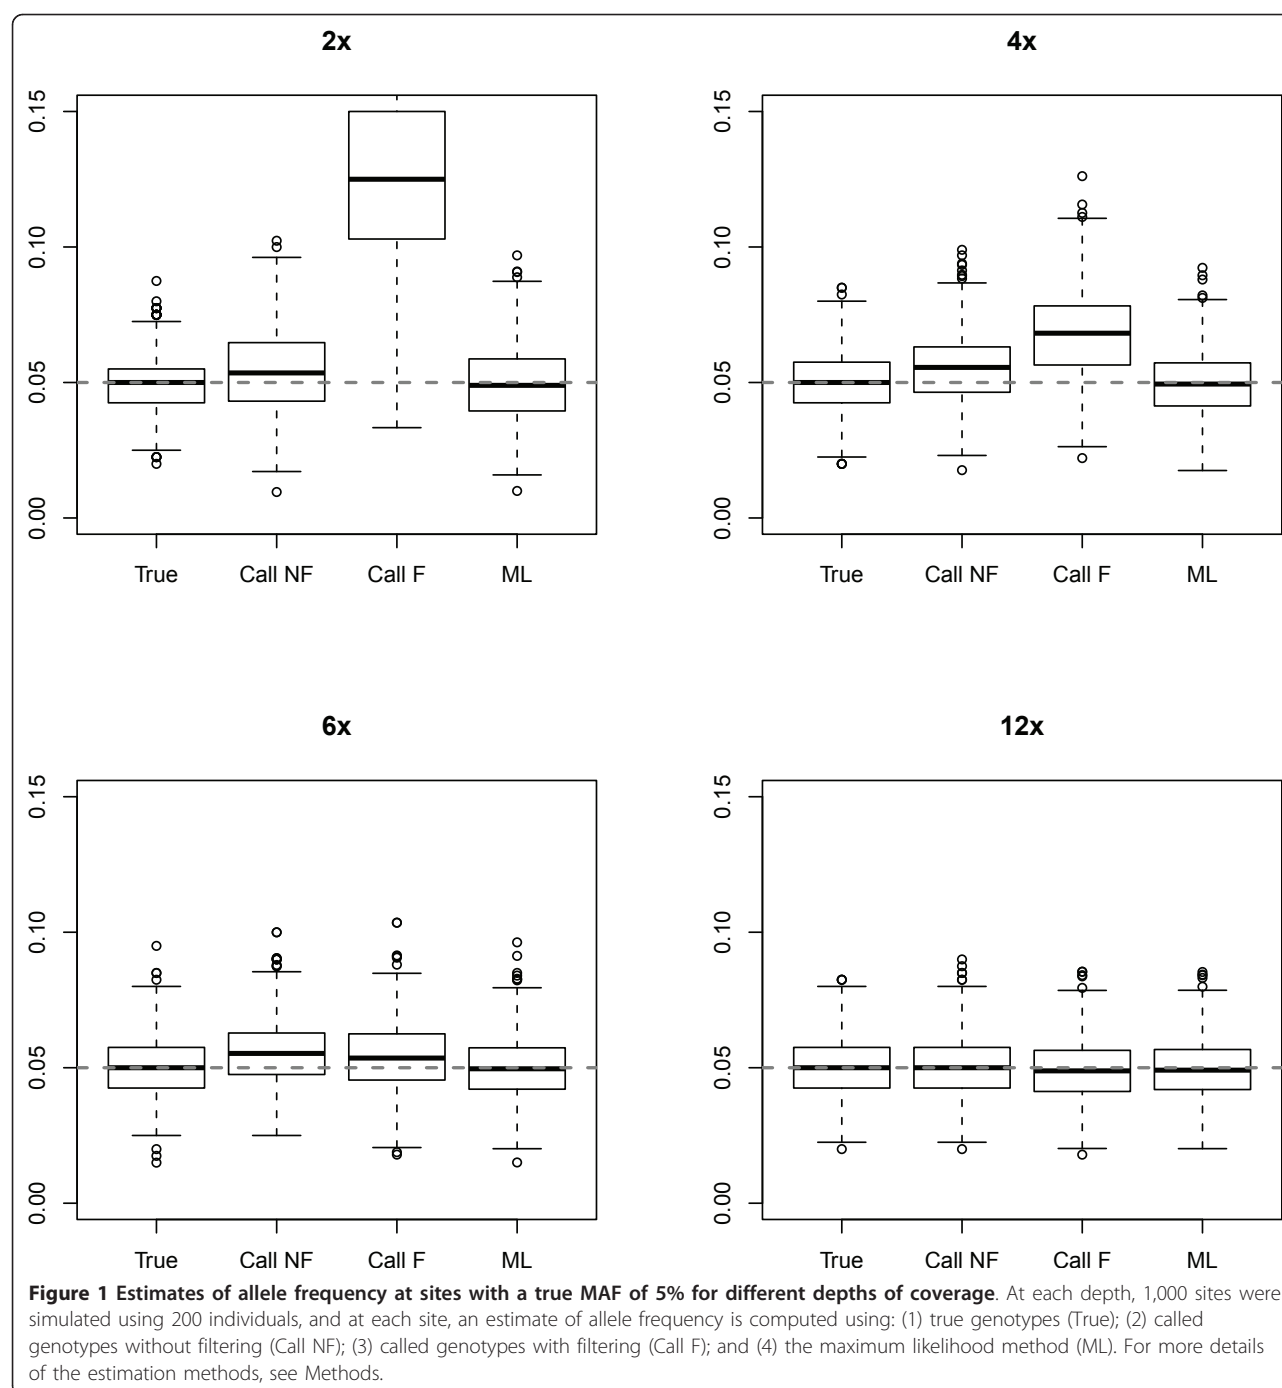 2x
4x
0.15
0.10
0.05
0.00
True Call NF Call F ML
0.15
0.10
0.05
0.00
True Call NF Call F ML
6x
12x
0.15
0.10
0.05
0.00
True Call NF Call F ML
0.15
0.10
0.05
0.00
True Call NF Call F ML
Figure 1 Estimates of allele frequency at sites with a true MAF of 5% for different depths of coverage. At each depth, 1,000 sites were
simulated using 200 individuals, and at each site, an estimate of allele frequency is computed using: (1) true genotypes (True); (2) called
genotypes without filtering (Call NF); (3) called genotypes with filtering (Call F); and (4) the maximum likelihood method (ML). For more details
of the estimation methods, see Methods.